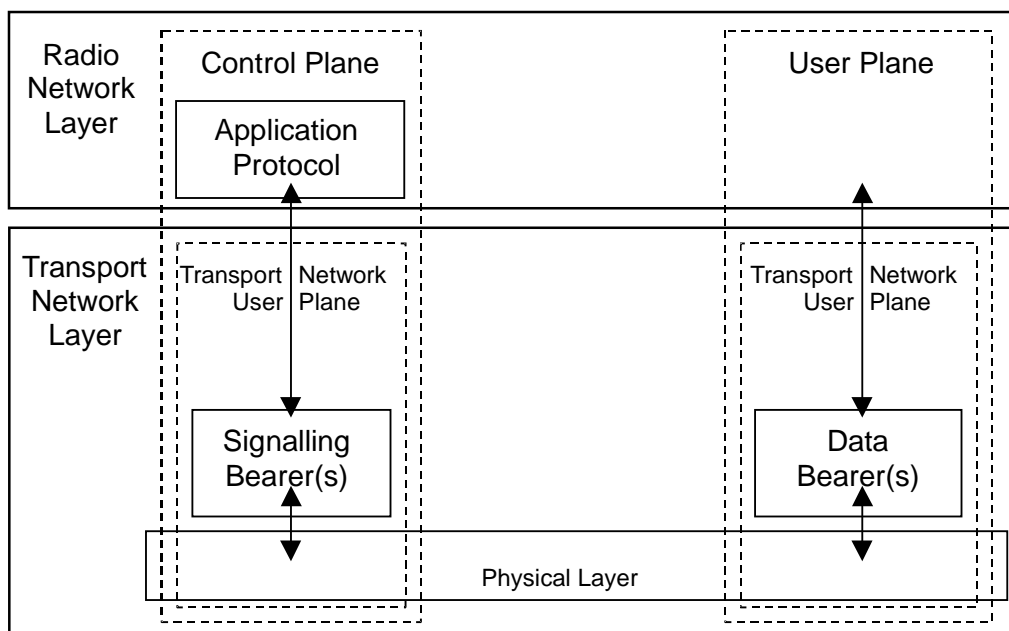 Radio
Network
Layer
Control Plane
User Plane
Application
Protocol
Transport
Network
Layer
Transport Network
User Plane
Transport Network
User Plane
Signalling
Bearer(s)
Data
Bearer(s)
Physical Layer